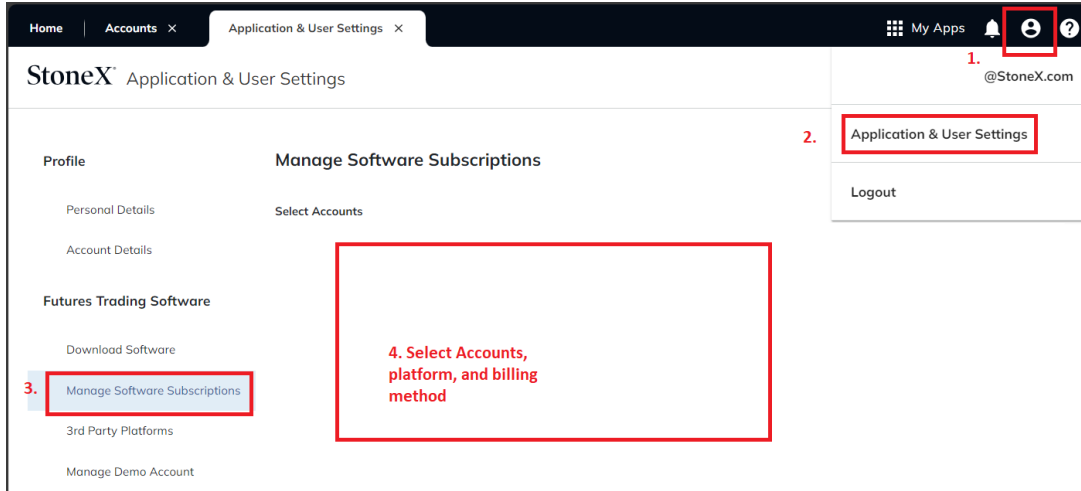 Home
Accounts ×
Application & User Settings ×
My Apps
1.
StoneX® Application & User Settings
@StoneX.com
2.
Application & User Settings
Logout
Profile
Manage Software Subscriptions
Personal Details
Select Accounts
Account Details
Futures Trading Software
Download Software
3.
Manage Software Subscriptions
4. Select Accounts,
platform, and billing
method
3rd Party Platforms
Manage Demo Account